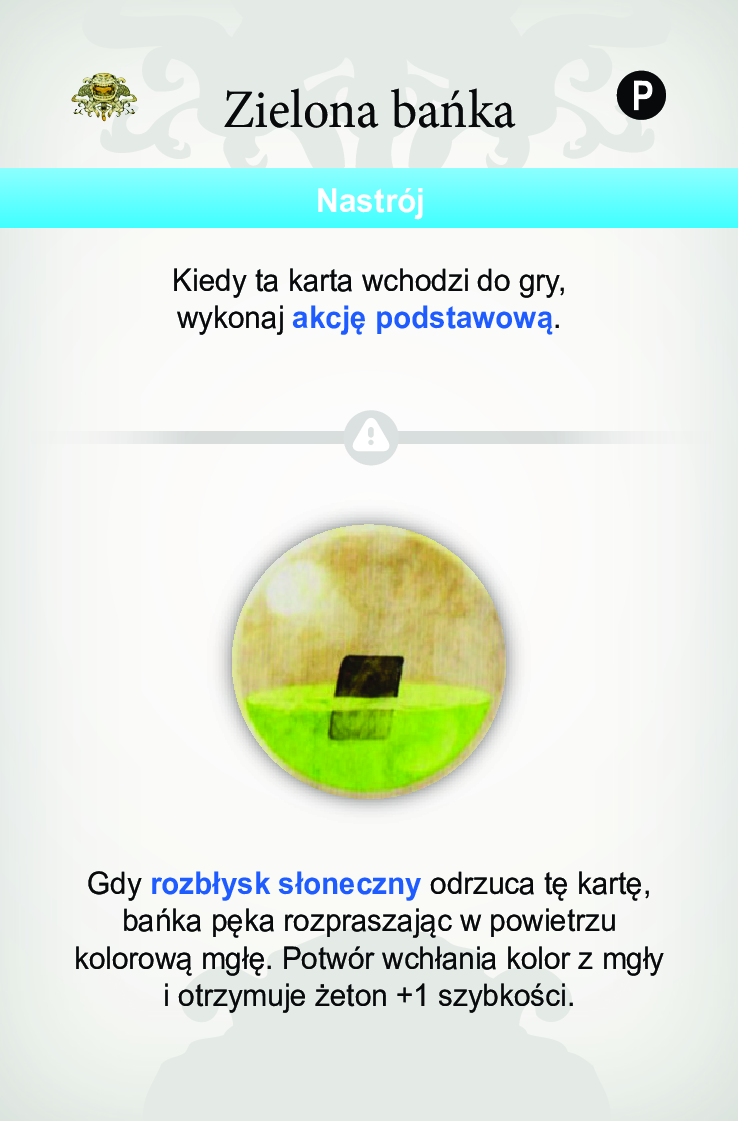 Zielona bańka
P
Nastrój
Kiedy ta karta wchodzi do gry,
wykonaj akcję podstawową.
Gdy rozbłysk słoneczny odrzuca tę kartę,
bańka pęka rozpraszając w powietrzu
kolorową mgłę. Potwór wchłania kolor z mgły
i otrzymuje żeton +1 szybkości.